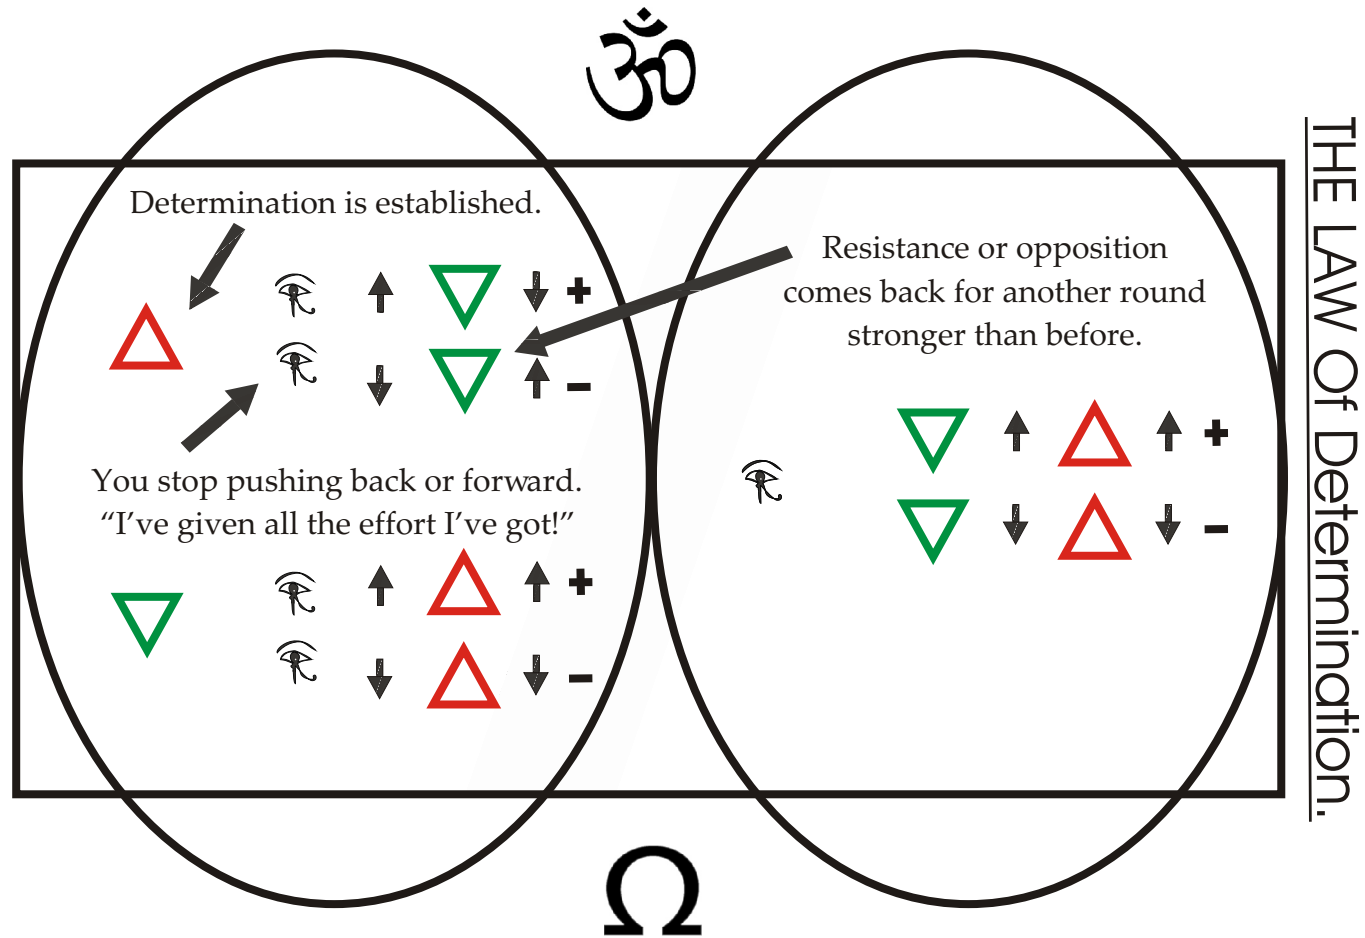 ॐ
Determination is established.
Resistance or opposition
comes back for another round
stronger than before.
+
−
You stop pushing back or forward.
“I’ve given all the effort I’ve got!”
+
−
+
−
Ω
THE LAW Of Determination.